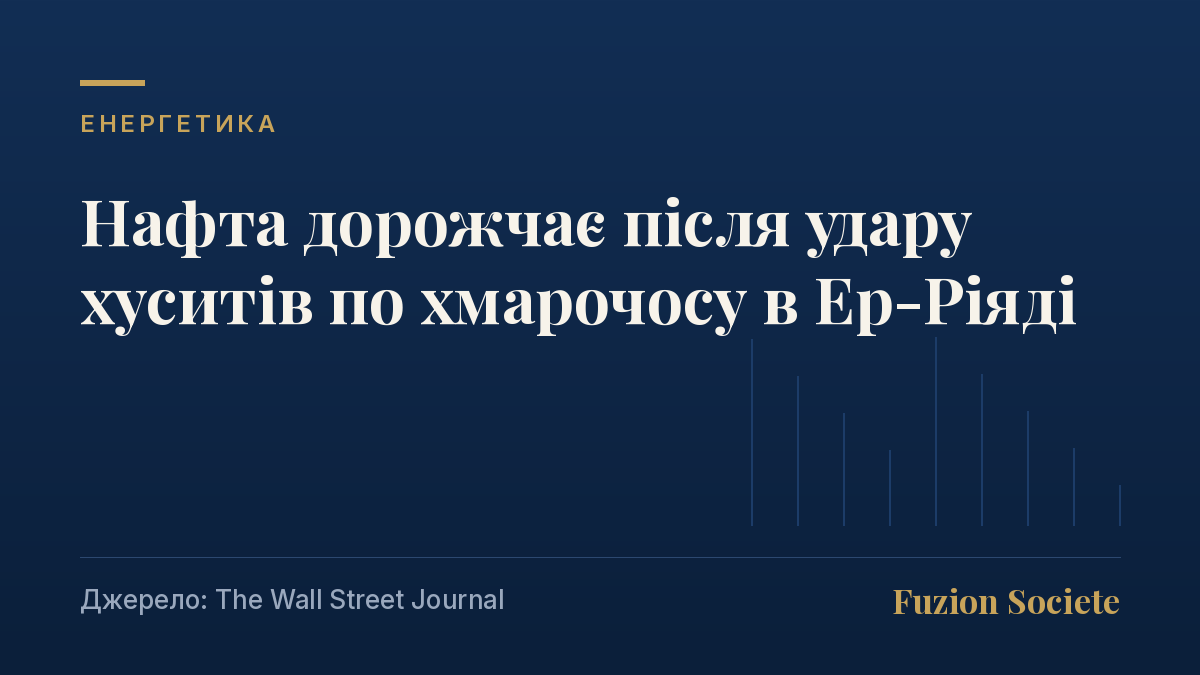 ЕНЕРГЕТИКА
Нафта дорожчає після удару
хуситів по хмарочосу в Ер-Ріяді
Джерело: The Wall Street Journal
Fuzion Societe